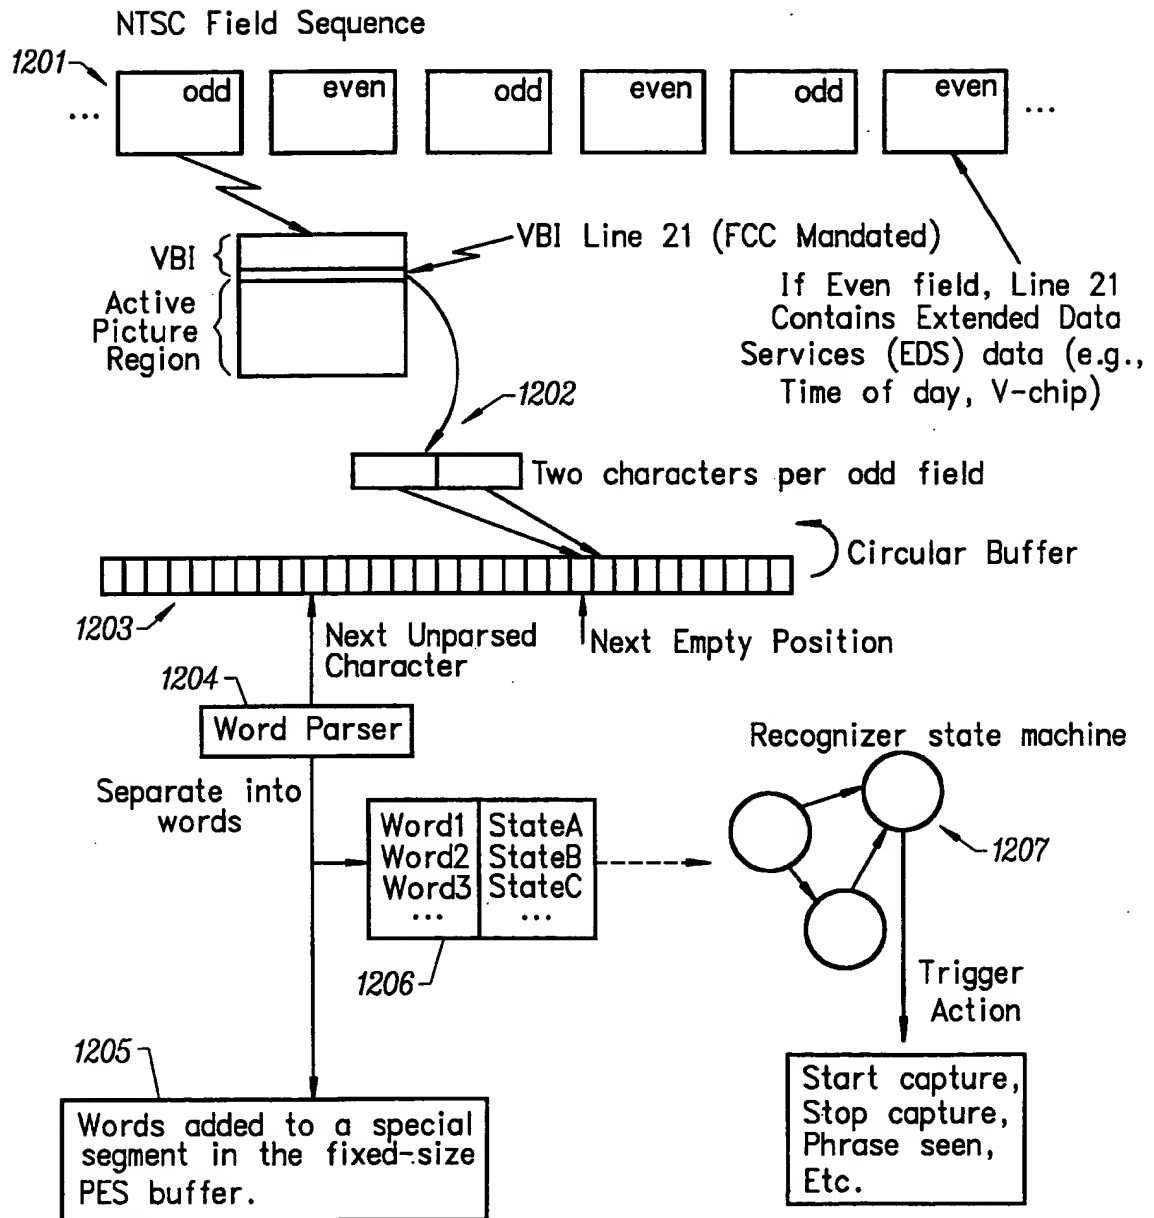 NTSC Field Sequence
1201
... odd even odd even odd even ...
VBI
VBI Line 21 (FCC Mandated)
Active
Picture
Region
If Even field, Line 21
Contains Extended Data
Services (EDS) data (e.g.,
Time of day, V-chip)
1202
Two characters per odd field
Circular Buffer
1203
Next Unparsed
Character
Next Empty Position
1204
Word Parser
Recognizer state machine
Separate into
words
Word1 StateA
Word2 StateB
Word3 StateC
... ...
1207
1206
Trigger
Action
1205
Words added to a special
segment in the fixed-size
PES buffer.
Start capture,
Stop capture,
Phrase seen,
Etc.